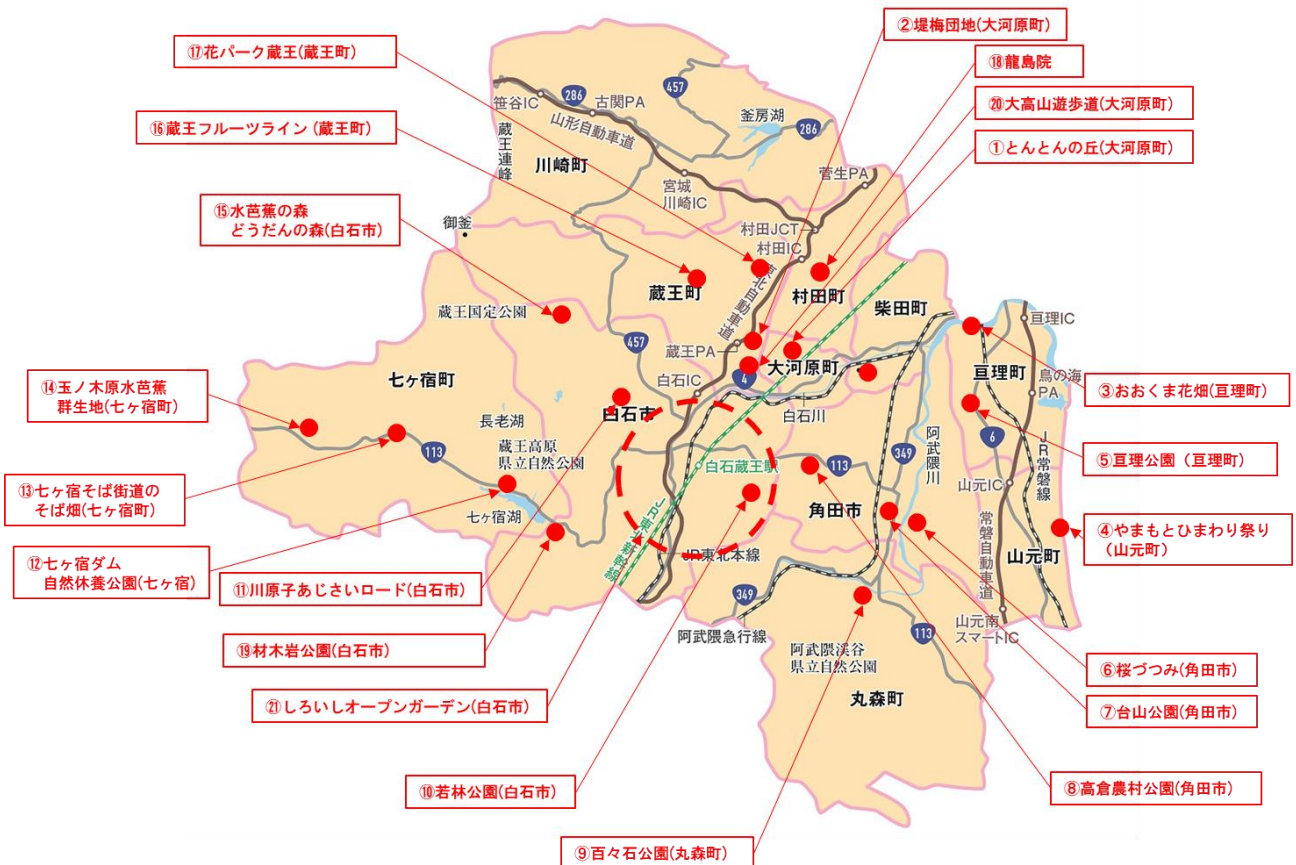 ②堤梅団地(大河原町)
⑰花パーク蔵王(蔵王町)
⑱龍島院
⑳大高山遊歩道(大河原町)
①とんとんの丘(大河原町)
⑯蔵王フルーツライン(蔵王町)
⑮水芭蕉の森
どうだんの森(白石市)
笹谷IC
286
古関PA
山形自動車道
457
釜房湖
286
蔵王連峰
川崎町
宮城
川崎IC
菅生PA
御釜
村田JCT
村田IC
蔵王町
東北自動車道
村田町
柴田町
蔵王国定公園
457
蔵王PA
大河原町
亘理IC
亘理町
鳥の海
PA
③おおくま花畑(亘理町)
⑭玉ノ木原水芭蕉
群生地(七ヶ宿町)
七ヶ宿町
白石IC
4
白石市
白石川
長老湖
蔵王高原
県立自然公園
113
阿武隈川
349
6
JR常磐線
⑤亘理公園(亘理町)
白石蔵王駅
113
角田市
山元IC
⑬七ヶ宿そば街道の
そば畑(七ヶ宿町)
七ヶ宿湖
常磐自動車道
山元町
④やまもとひまわり祭り
(山元町)
⑫七ヶ宿ダム
自然休養公園(七ヶ宿)
JR東北新幹線
JR東北本線
⑪川原子あじさいロード(白石市)
349
阿武隈急行線
山元南
スマートIC
113
⑲材木岩公園(白石市)
阿武隈渓谷
県立自然公園
丸森町
⑥桜づつみ(角田市)
㉑しろいしオープンガーデン(白石市)
⑦台山公園(角田市)
⑩若林公園(白石市)
⑧高倉農村公園(角田市)
⑨百々石公園(丸森町)